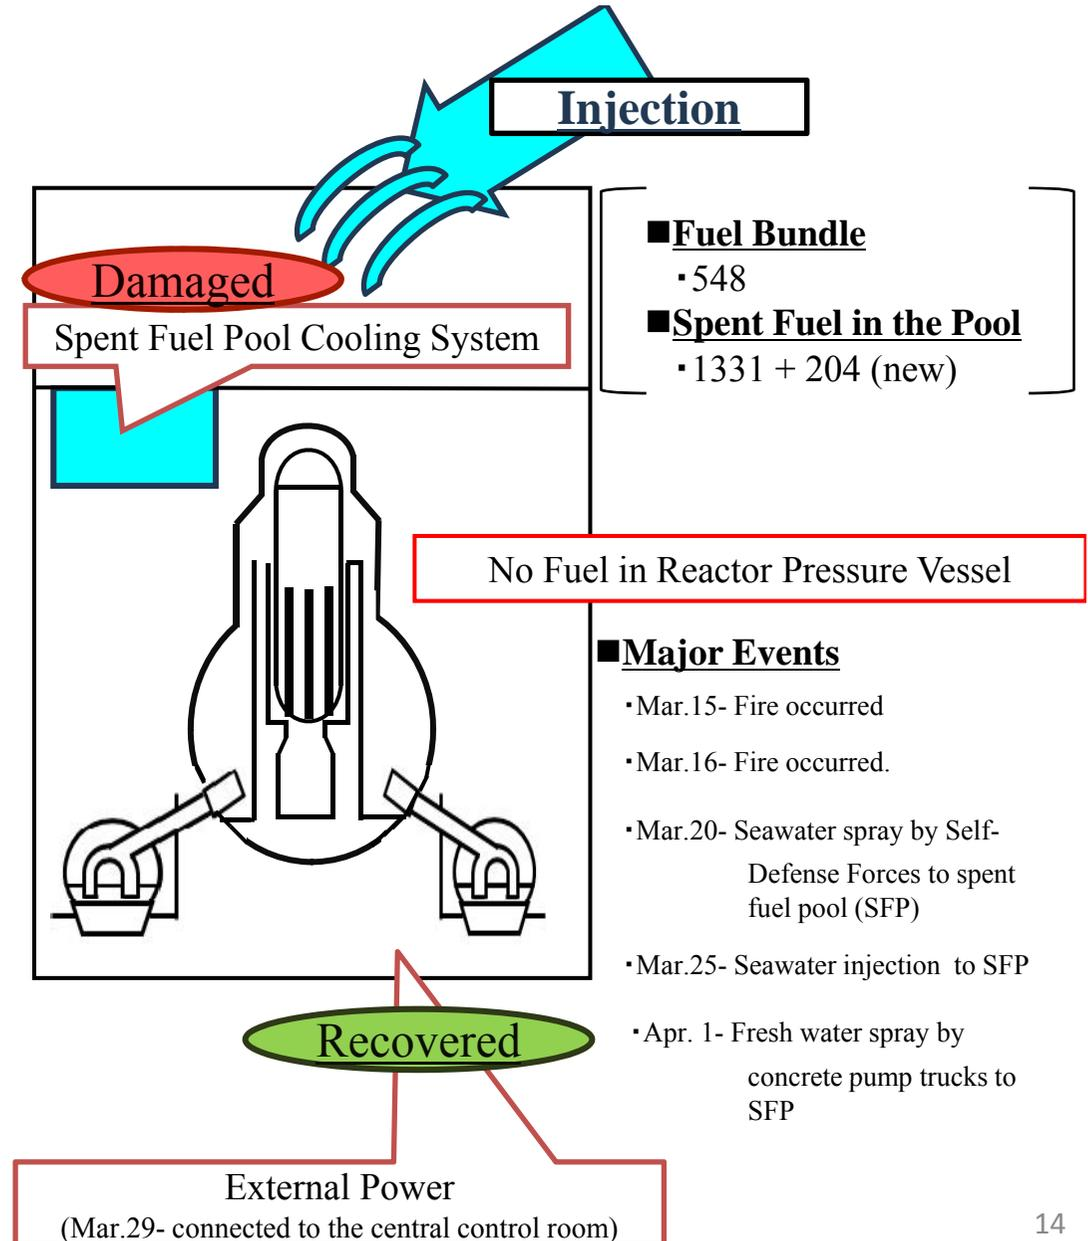 Injection
■Fuel Bundle
・548
■Spent Fuel in the Pool
・1331 + 204 (new)
Damaged
Spent Fuel Pool Cooling System
No Fuel in Reactor Pressure Vessel
■Major Events
・Mar.15- Fire occurred
・Mar.16- Fire occurred.
・Mar.20- Seawater spray by Self-
Defense Forces to spent
fuel pool (SFP)
・Mar.25- Seawater injection  to SFP
・Apr. 1- Fresh water spray by
concrete pump trucks to
SFP
Recovered
External Power
(Mar.29- connected to the central control room)
14